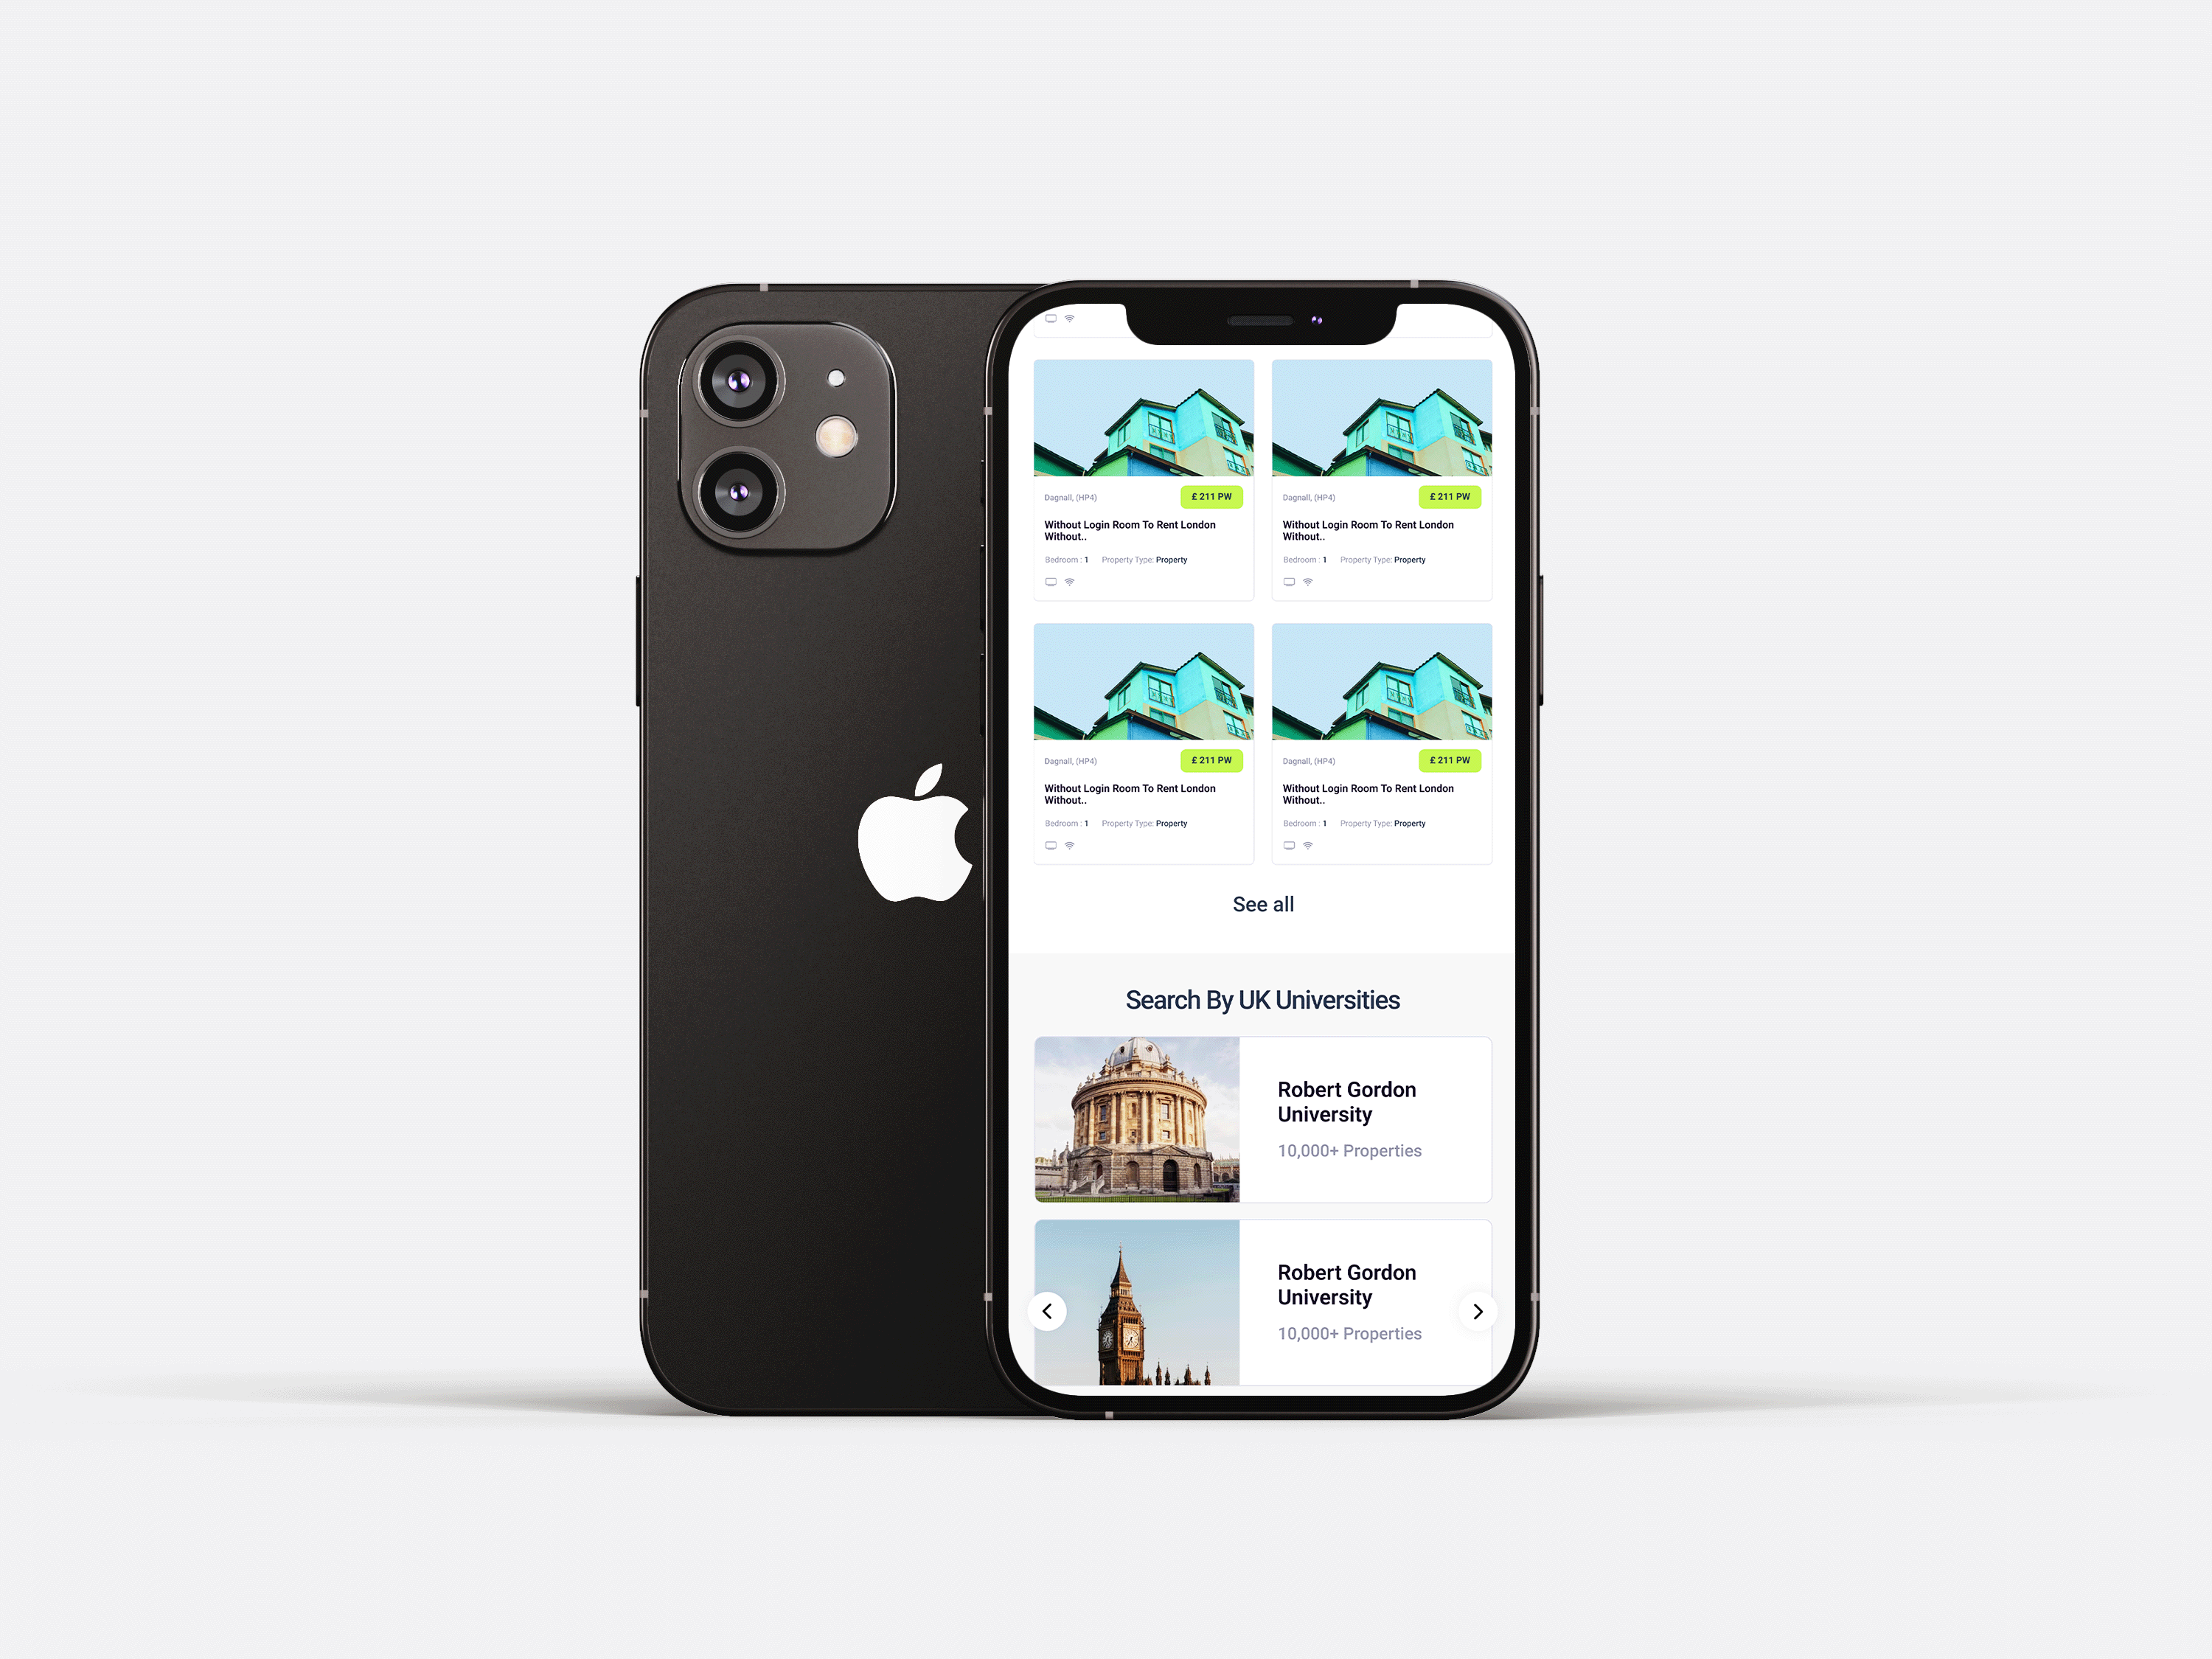 Dagnall, (HP4)
£ 211 PW
Without Login Room To Rent London
Without..
Bedroom : 1 Property Type: Property
Dagnall, (HP4)
£ 211 PW
Without Login Room To Rent London
Without..
Bedroom : 1 Property Type: Property
Dagnall, (HP4)
£ 211 PW
Without Login Room To Rent London
Without..
Bedroom : 1 Property Type: Property
Dagnall, (HP4)
£ 211 PW
Without Login Room To Rent London
Without..
Bedroom : 1 Property Type: Property
See all
Search By UK Universities
Robert Gordon
University
10,000+ Properties
Robert Gordon
University
10,000+ Properties